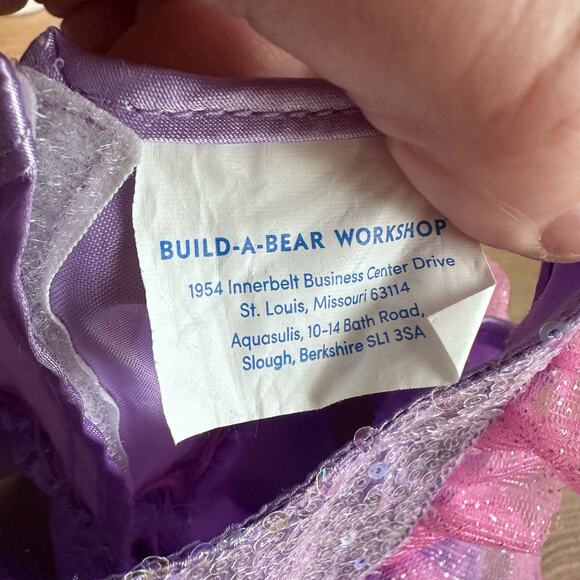 BUILD-A-BEAR WORKSHOP
1954 Innerbelt Business Center Drive
St. Louis, Missouri 63114
Aquasulis, 10-14 Bath Road,
Slough, Berkshire SL1 3SA